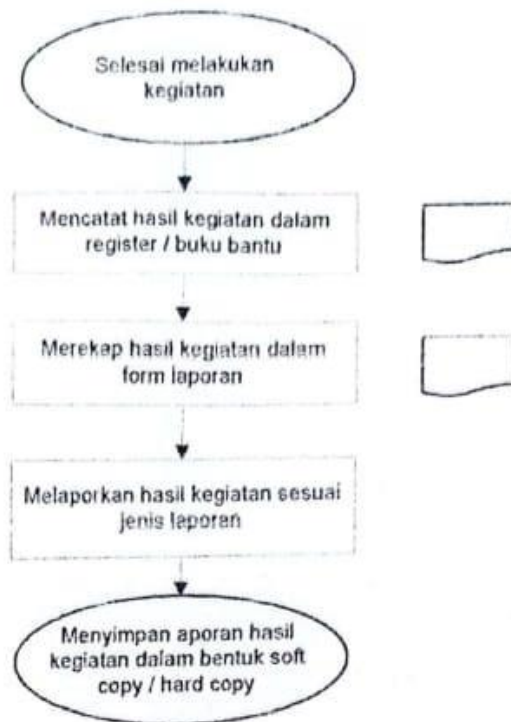 Selesai melakukan
kegiatan
Mencatat hasil kegiatan dalam
register / buku bantu
Merekap hasil kegiatan dalam
form laporan
Melaporkan hasil kegiatan sesuai
jenis laporan
Menyimpan aporan hasil
kegiatan dalam bentuk soft
copy / hard copy